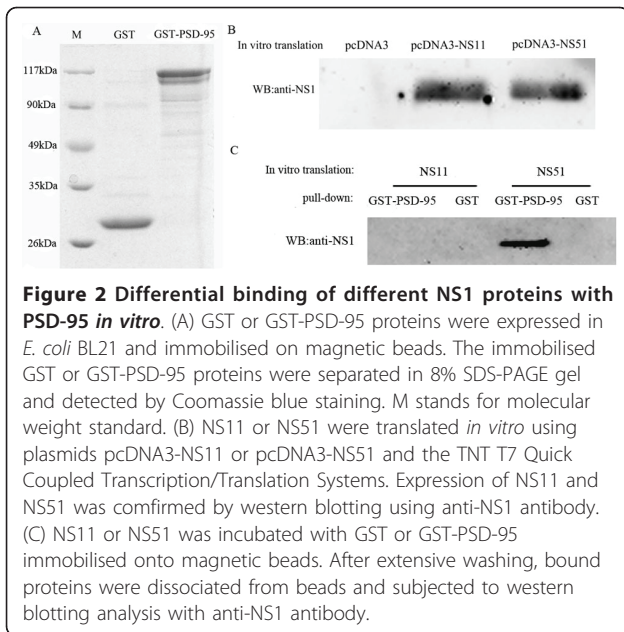 A
M GST GST-PSD-95
117kDa
90kDa
49kDa
35kDa
26kDa
B
In vitro translation pcDNA3 pcDNA3-NS11 pcDNA3-NS51
WB:anti-NS1
C
In vitro translation: NS11 NS51
pull-down: GST-PSD-95 GST GST-PSD-95 GST
WB:anti-NS1
Figure 2 Differential binding of different NS1 proteins with
PSD-95 in vitro. (A) GST or GST-PSD-95 proteins were expressed in
E. coli BL21 and immobilised on magnetic beads. The immobilised
GST or GST-PSD-95 proteins were separated in 8% SDS-PAGE gel
and detected by Coomassie blue staining. M stands for molecular
weight standard. (B) NS11 or NS51 were translated in vitro using
plasmids pcDNA3-NS11 or pcDNA3-NS51 and the TNT T7 Quick
Coupled Transcription/Translation Systems. Expression of NS11 and
NS51 was comfirmed by western blotting using anti-NS1 antibody.
(C) NS11 or NS51 was incubated with GST or GST-PSD-95
immobilised onto magnetic beads. After extensive washing, bound
proteins were dissociated from beads and subjected to western
blotting analysis with anti-NS1 antibody.